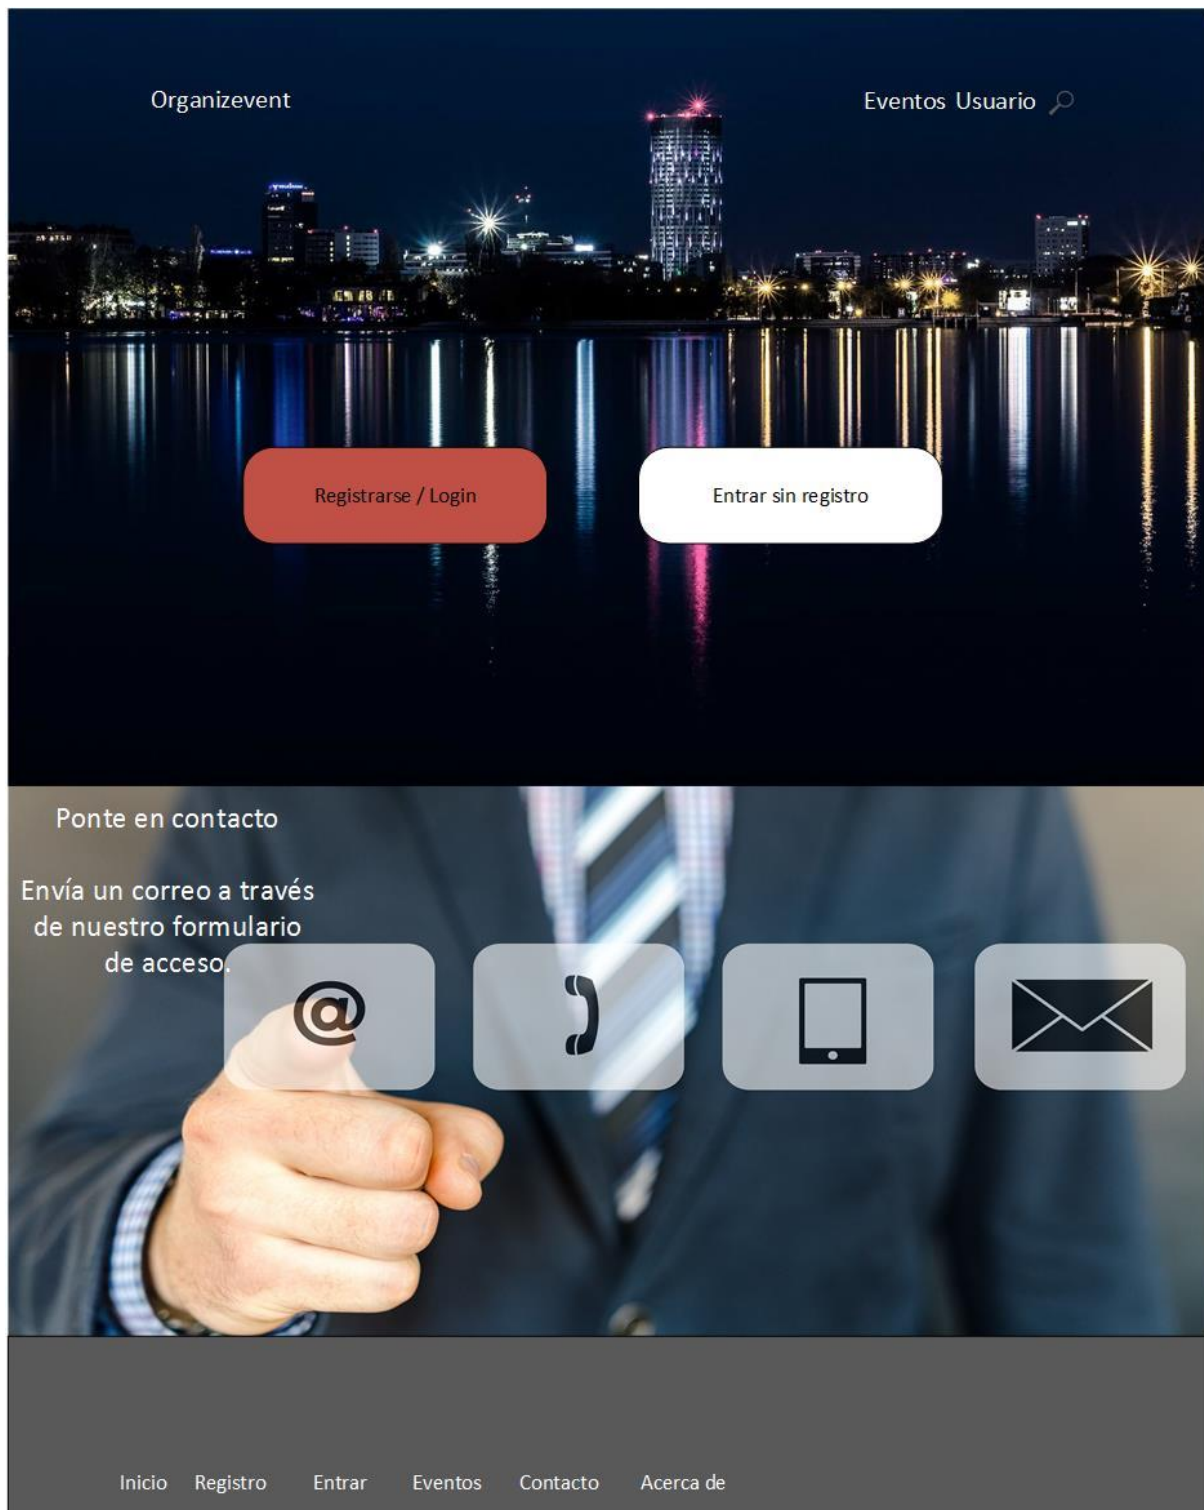 Organizevent
Eventos Usuario
Registrarse / Login
Entrar sin registro
Ponte en contacto
Envía un correo a través
de nuestro formulario
de acceso.
@
Inicio Registro Entrar Eventos Contacto Acerca de